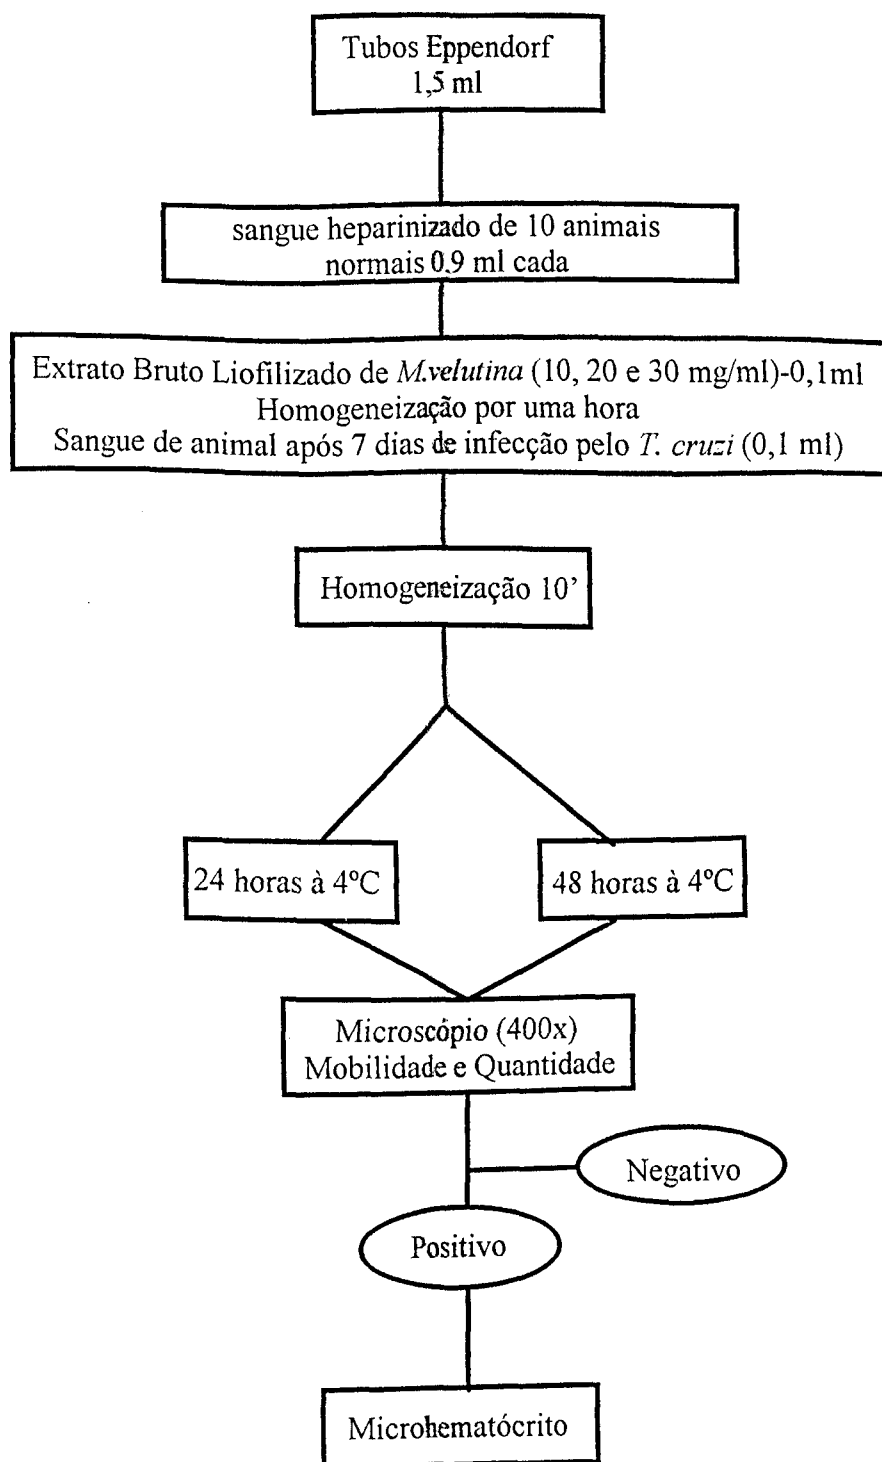 Tubos Eppendorf
1,5 ml
sangue heparinizado de 10 animais
normais 0,9 ml cada
Extrato Bruto Liofilizado de M.velutina (10, 20 e 30 mg/ml)-0,1ml
Homogeneização por uma hora
Sangue de animal após 7 dias de infecção pelo T. cruzi (0,1 ml)
Homogeneização 10’
24 horas à 4ºC
48 horas à 4ºC
Microscópio (400x)
Mobilidade e Quantidade
Negativo
Positivo
Microhematócrito